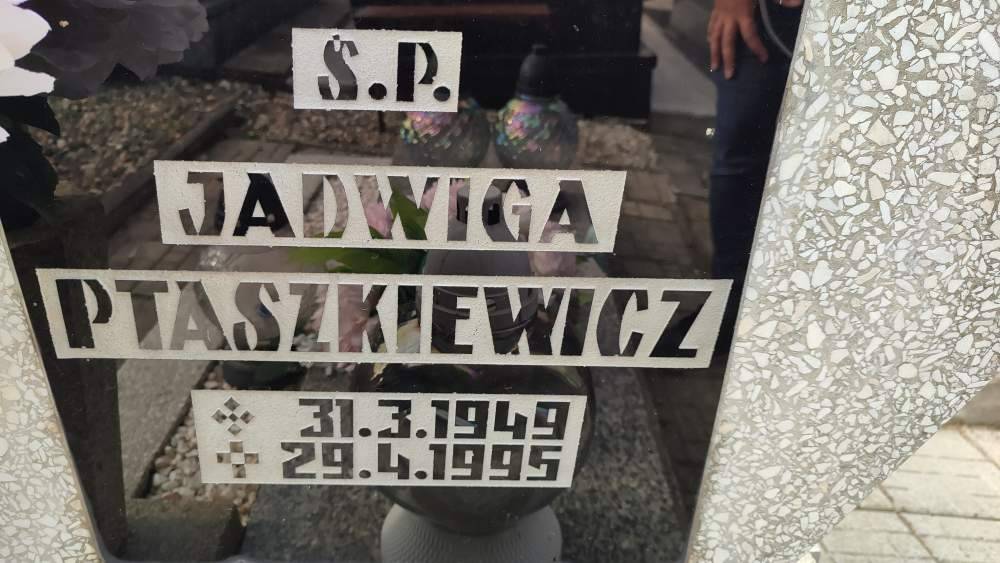 Ś.P.
JADWIGA
PTASZKIEWICZ
31.3.1949
29.4.1995